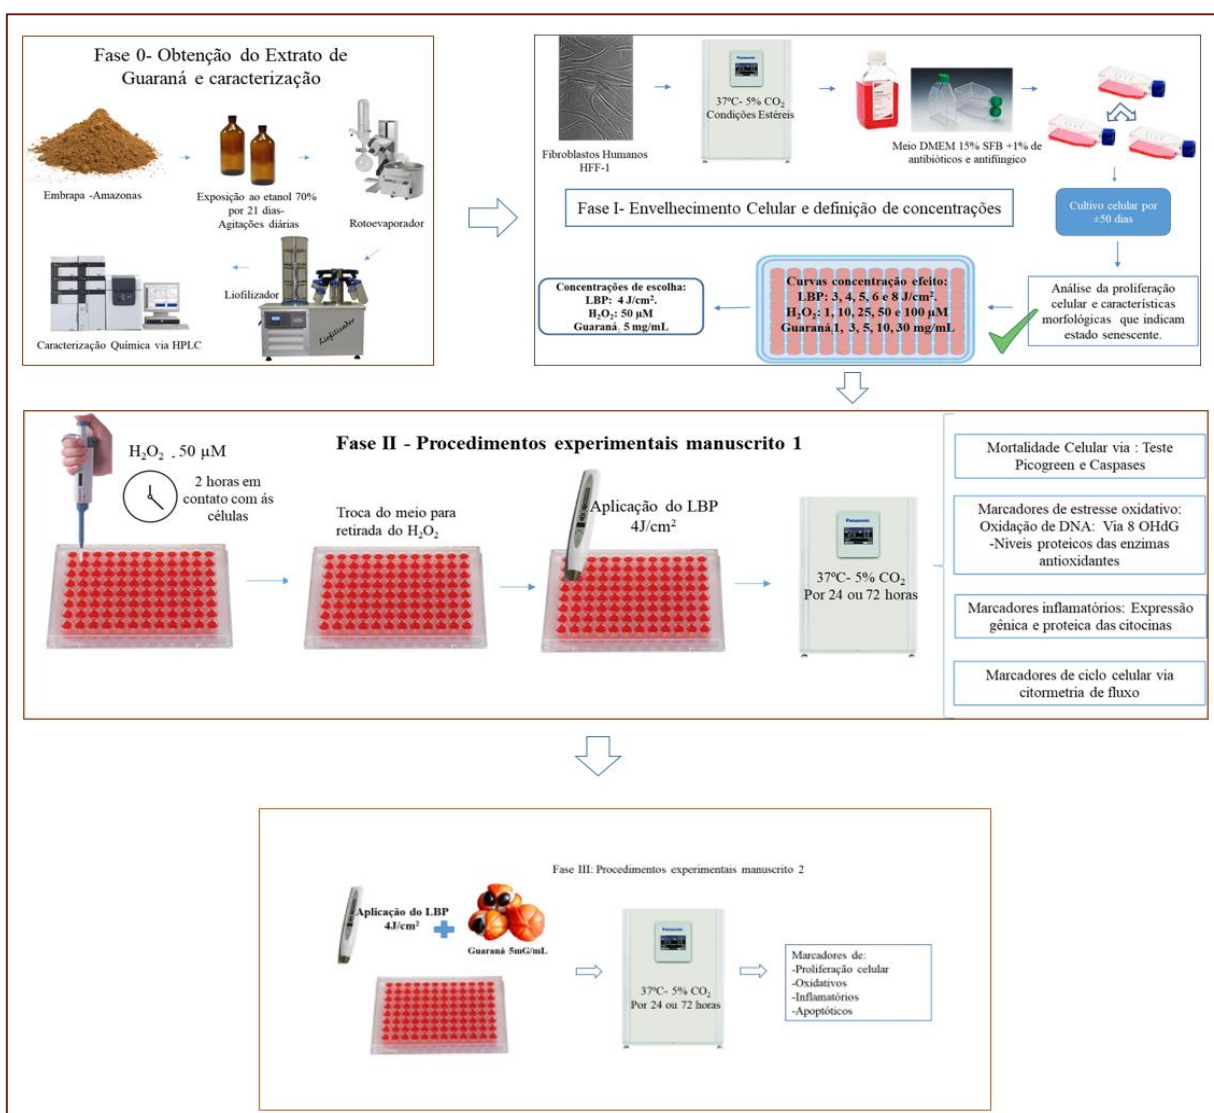 Fase 0- Obtenção do Extrato de
Guaraná e caracterização
Embrapa -Amazonas
Exposição ao etanol 70%
por 21 dias-
Agitações diárias
Rotoevaporador
Liofilizador
Liofilizador
Caracterização Química via HPLC
Fibroblastos Humanos
HFF-1
37ºC- 5% CO₂
Condições Estéreis
Meio DMEM 15% SFB +1% de
antibióticos e antifúngico
Fase I- Envelhecimento Celular e definição de concentrações
Cultivo celular por
±50 dias
Análise da proliferação
celular e características
morfológicas que indicam
estado senescente.
Curvas concentração efeito:
LBP: 3, 4, 5, 6 e 8 J/cm².
H₂O₂: 1, 10, 25, 50 e 100 µM
Guaraná.1, 3, 5, 10, 30 mg/mL
Concentrações de escolha:
LBP: 4 J/cm².
H₂O₂: 50 µM
Guaraná. 5 mg/mL
Fase II - Procedimentos experimentais manuscrito 1
H₂O₂ - 50 µM
2 horas em
contato com ás
células
Troca do meio para
retirada do H₂O₂
Aplicação do LBP
4J/cm²
Panasonic
37ºC- 5% CO₂
Por 24 ou 72 horas
Mortalidade Celular via : Teste
Picogreen e Caspases
Marcadores de estresse oxidativo:
Oxidação de DNA: Via 8 OHdG
-Niveis proteicos das enzimas
antioxidantes
Marcadores inflamatórios: Expressão
gênica e proteica das citocinas
Marcadores de ciclo celular via
citormetria de fluxo
Fase III: Procedimentos experimentais manuscrito 2
Aplicação do LBP
4J/cm²
Guaraná 5mG/mL
Panasonic
37ºC- 5% CO₂
Por 24 ou 72 horas
Marcadores de:
-Proliferação celular
-Oxidativos
-Inflamatórios
-Apoptóticos